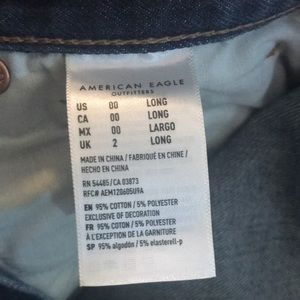 AMERICAN EAGLE
OUTFITTERS
US 00 LONG
CA 00 LONG
MX 00 LARGO
UK 2 LONG
MADE IN CHINA / FABRIQUÉ EN CHINE /
HECHO EN CHINA
RN 54485/CA 03873
RFC# AEM120605U9A
EN 95% COTTON / 5% POLYESTER
EXCLUSIVE OF DECORATION
FR 95% COTTON / 5% POLYESTER
À L'EXCEPTION DE LA GARNITURE
SP 95% algodón / 5% elasterell-p